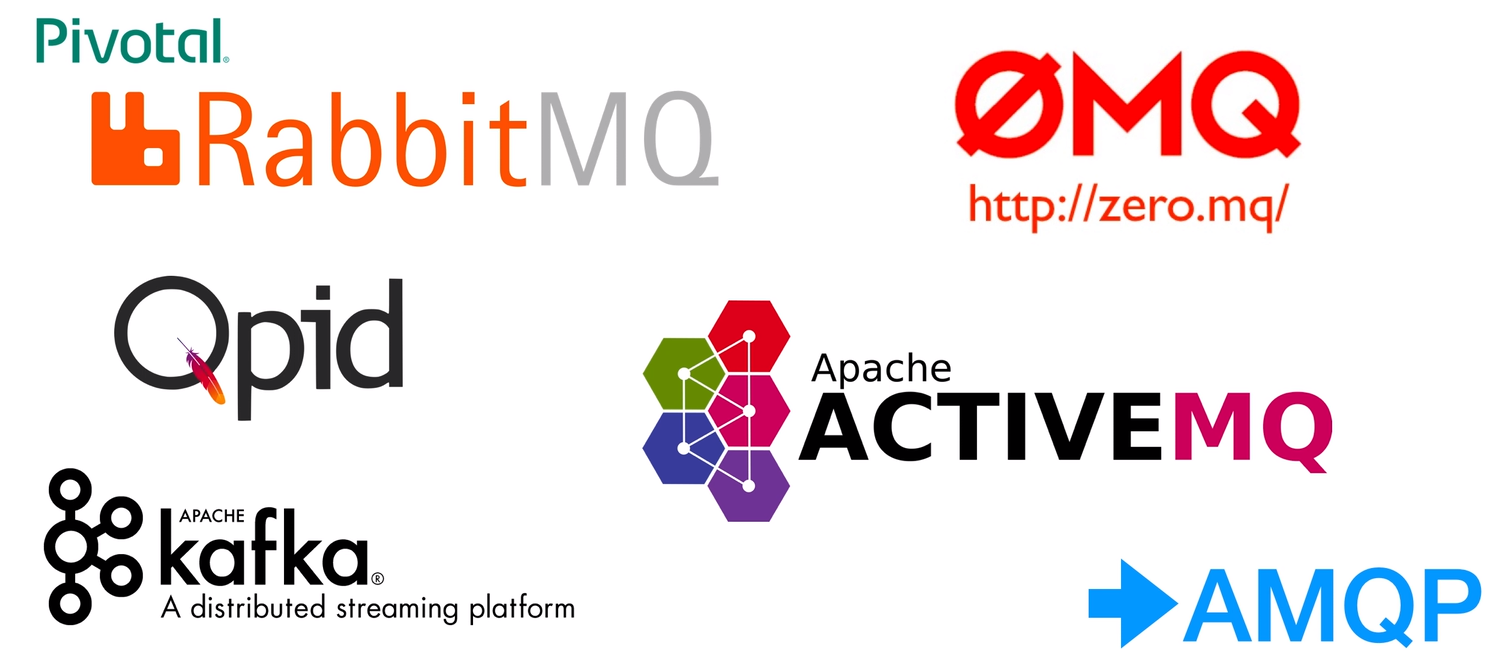 Pivotal®
RabbitMQ
ØMQ
http://zero.mq/
Qpid
Apache
ACTIVEMQ
APACHE
kafka®
A distributed streaming platform
AMQP